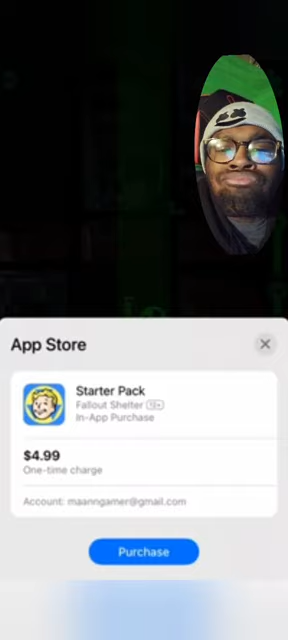 App Store
Starter Pack
Fallout Shelter
In-App Purchase
$4.99
One-time charge
Account: maanngamer@gmail.com
Purchase